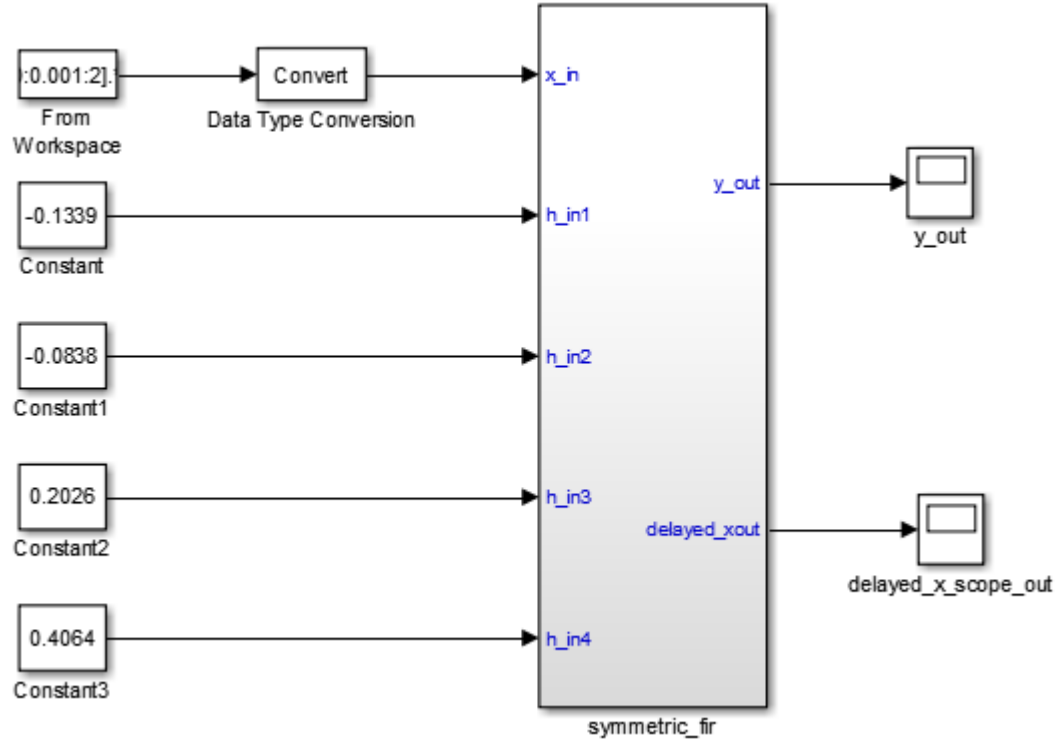 :0.001:2].'
From
Workspace
Convert
Data Type Conversion
x_in
-0.1339
Constant
h_in1
y_out
y_out
-0.0838
Constant1
h_in2
0.2026
Constant2
h_in3
delayed_xout
delayed_x_scope_out
0.4064
Constant3
h_in4
symmetric_fir